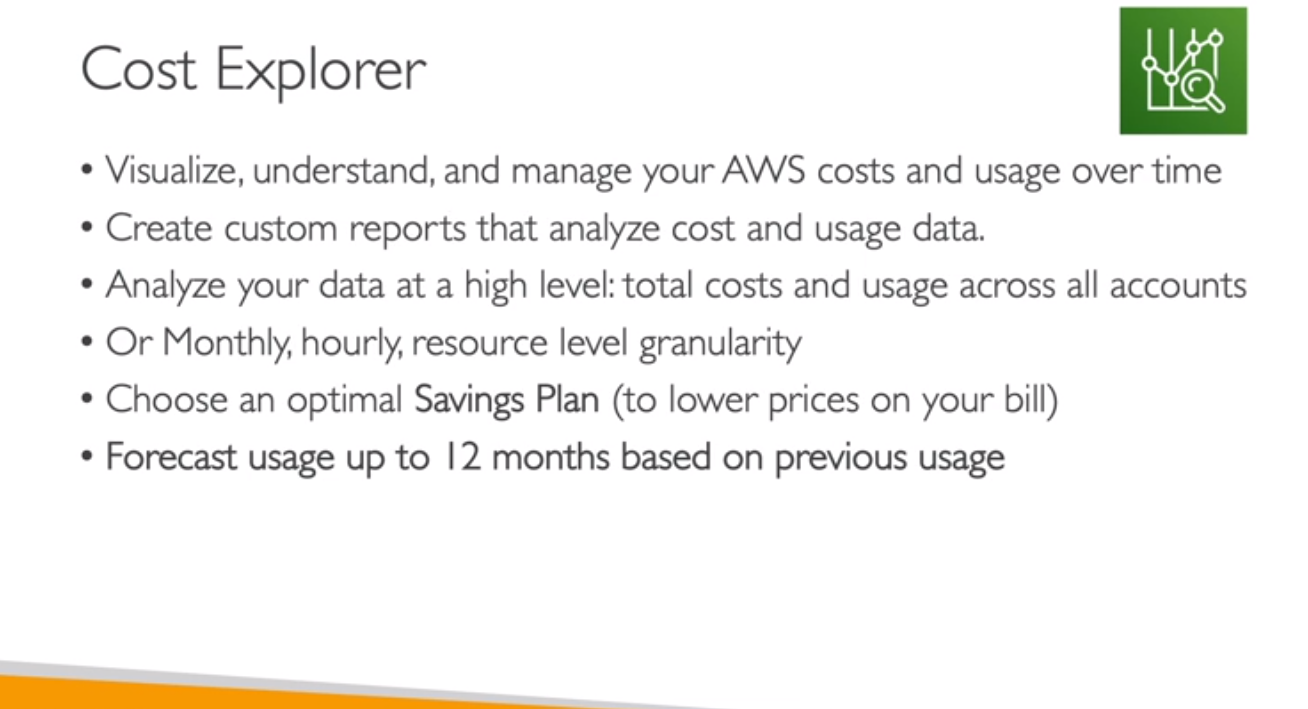 Cost Explorer
• Visualize, understand, and manage your AWS costs and usage over time
• Create custom reports that analyze cost and usage data.
• Analyze your data at a high level: total costs and usage across all accounts
• Or Monthly, hourly, resource level granularity
• Choose an optimal Savings Plan (to lower prices on your bill)
• Forecast usage up to 12 months based on previous usage